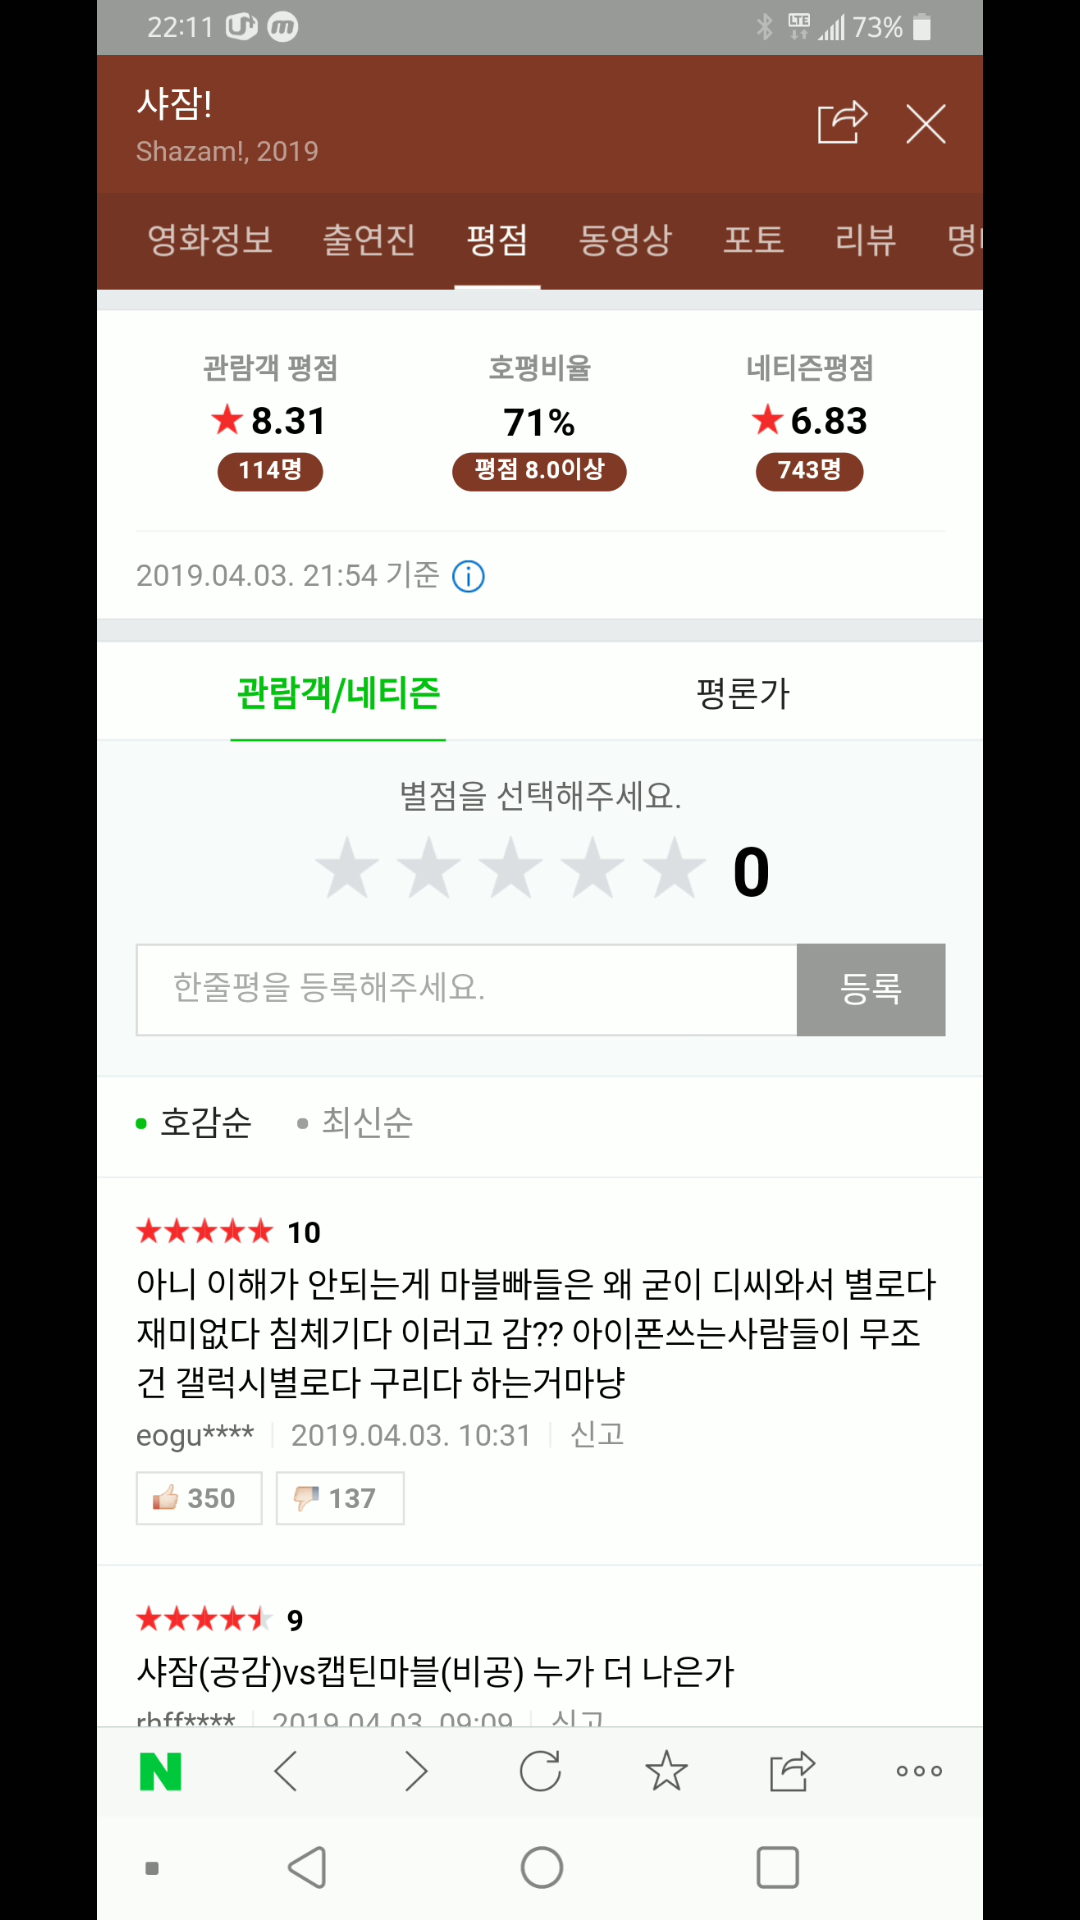 22:11
LTE
73%
샤잠!
Shazam!, 2019
영화정보 출연진 평점 동영상 포토 리뷰
관람객 평점 호평비율 네티즌평점
8.31 71% 6.83
114명 평점 8.0이상 743명
2019.04.03. 21:54 기준
관람객/네티즌 평론가
별점을 선택해주세요.
0
한줄평을 등록해주세요. 등록
호감순 최신순
10
아니 이해가 안되는게 마블빠들은 왜 굳이 디씨와서 별로다
재미없다 침체기다 이러고 감?? 아이폰쓰는사람들이 무조
건 갤럭시별로다 구리다 하는거마냥
eogu**** 2019.04.03. 10:31 신고
350 137
9
샤잠(공감)vs캡틴마블(비공) 누가 더 나은가
rhff**** 2019.04.03. 09:09 신고
N